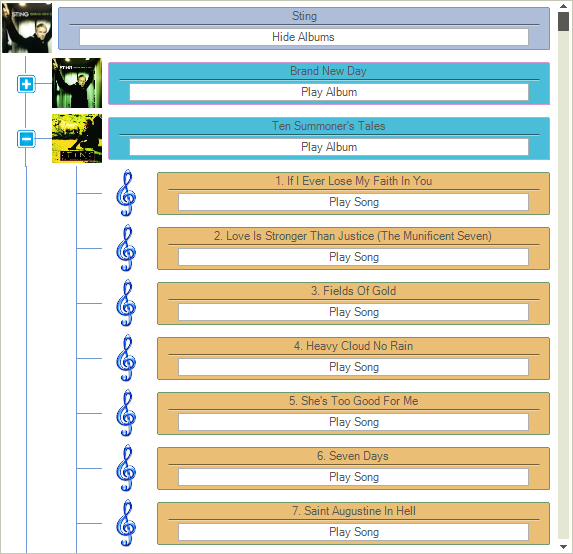 Sting
Hide Albums
Brand New Day
Play Album
Ten Summoner's Tales
Play Album
1. If I Ever Lose My Faith In You
Play Song
2. Love Is Stronger Than Justice (The Munificent Seven)
Play Song
3. Fields Of Gold
Play Song
4. Heavy Cloud No Rain
Play Song
5. She's Too Good For Me
Play Song
6. Seven Days
Play Song
7. Saint Augustine In Hell
Play Song